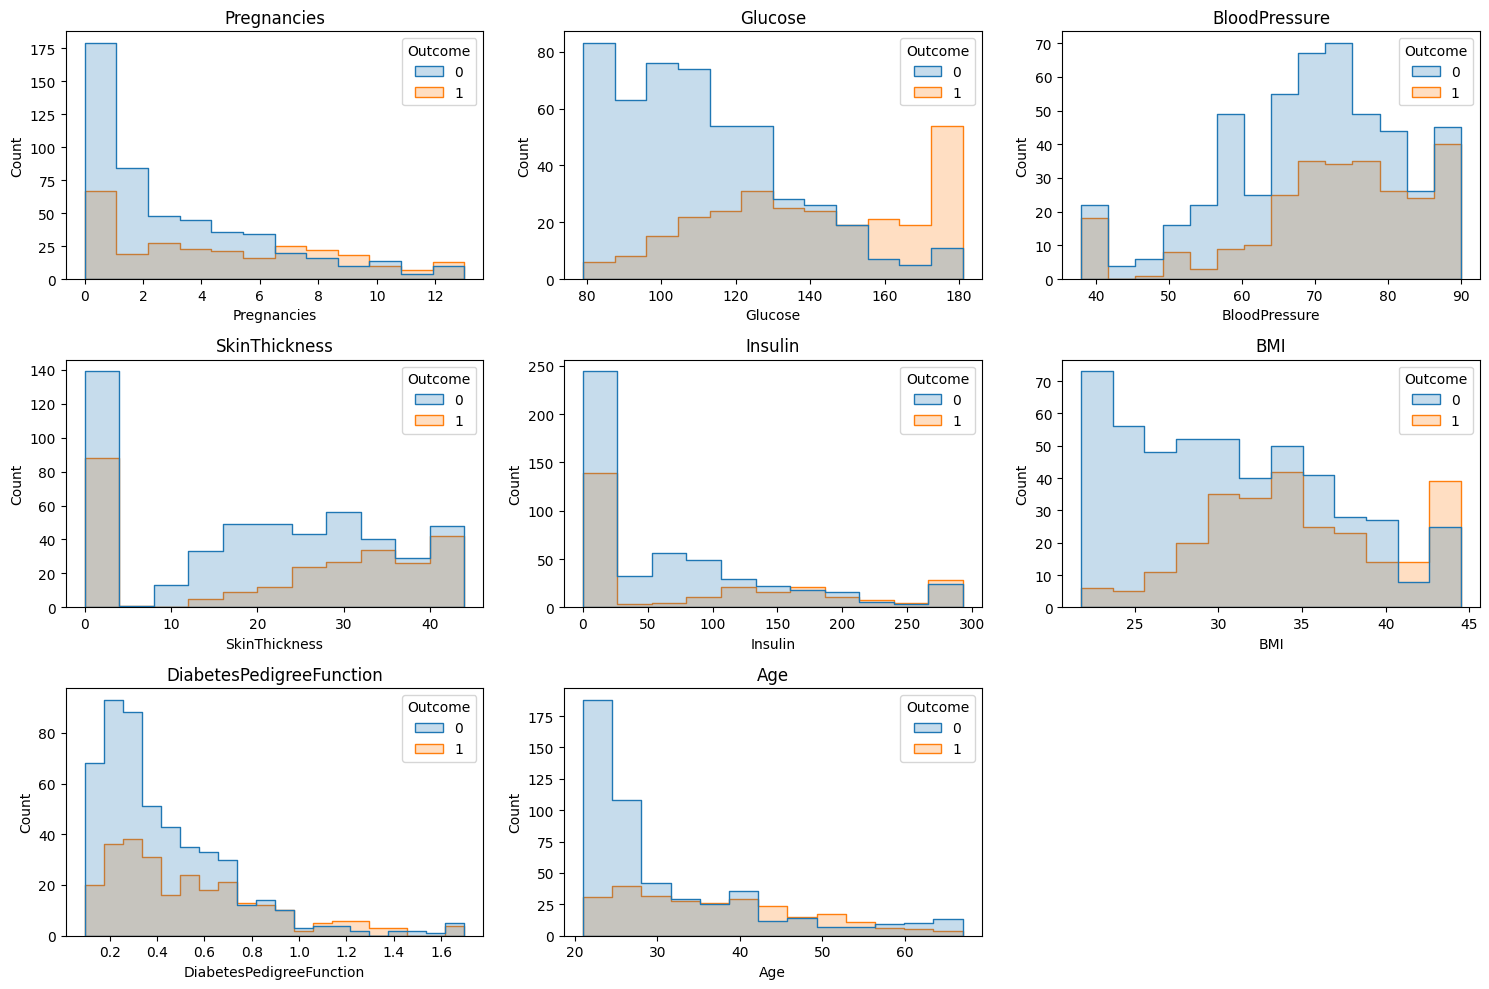 Pregnancies
Outcome
0
1
Count
175
150
125
100
75
50
25
0
0 2 4 6 8 10 12
Pregnancies
Glucose
Outcome
0
1
Count
80
60
40
20
0
80 100 120 140 160 180
Glucose
BloodPressure
Outcome
0
1
Count
70
60
50
40
30
20
10
0
40 50 60 70 80 90
BloodPressure
SkinThickness
Outcome
0
1
Count
140
120
100
80
60
40
20
0
0 10 20 30 40
SkinThickness
Insulin
Outcome
0
1
Count
250
200
150
100
50
0
0 50 100 150 200 250 300
Insulin
BMI
Outcome
0
1
Count
70
60
50
40
30
20
10
0
25 30 35 40 45
BMI
DiabetesPedigreeFunction
Outcome
0
1
Count
80
60
40
20
0
0.2 0.4 0.6 0.8 1.0 1.2 1.4 1.6
DiabetesPedigreeFunction
Age
Outcome
0
1
Count
175
150
125
100
75
50
25
0
20 30 40 50 60
Age